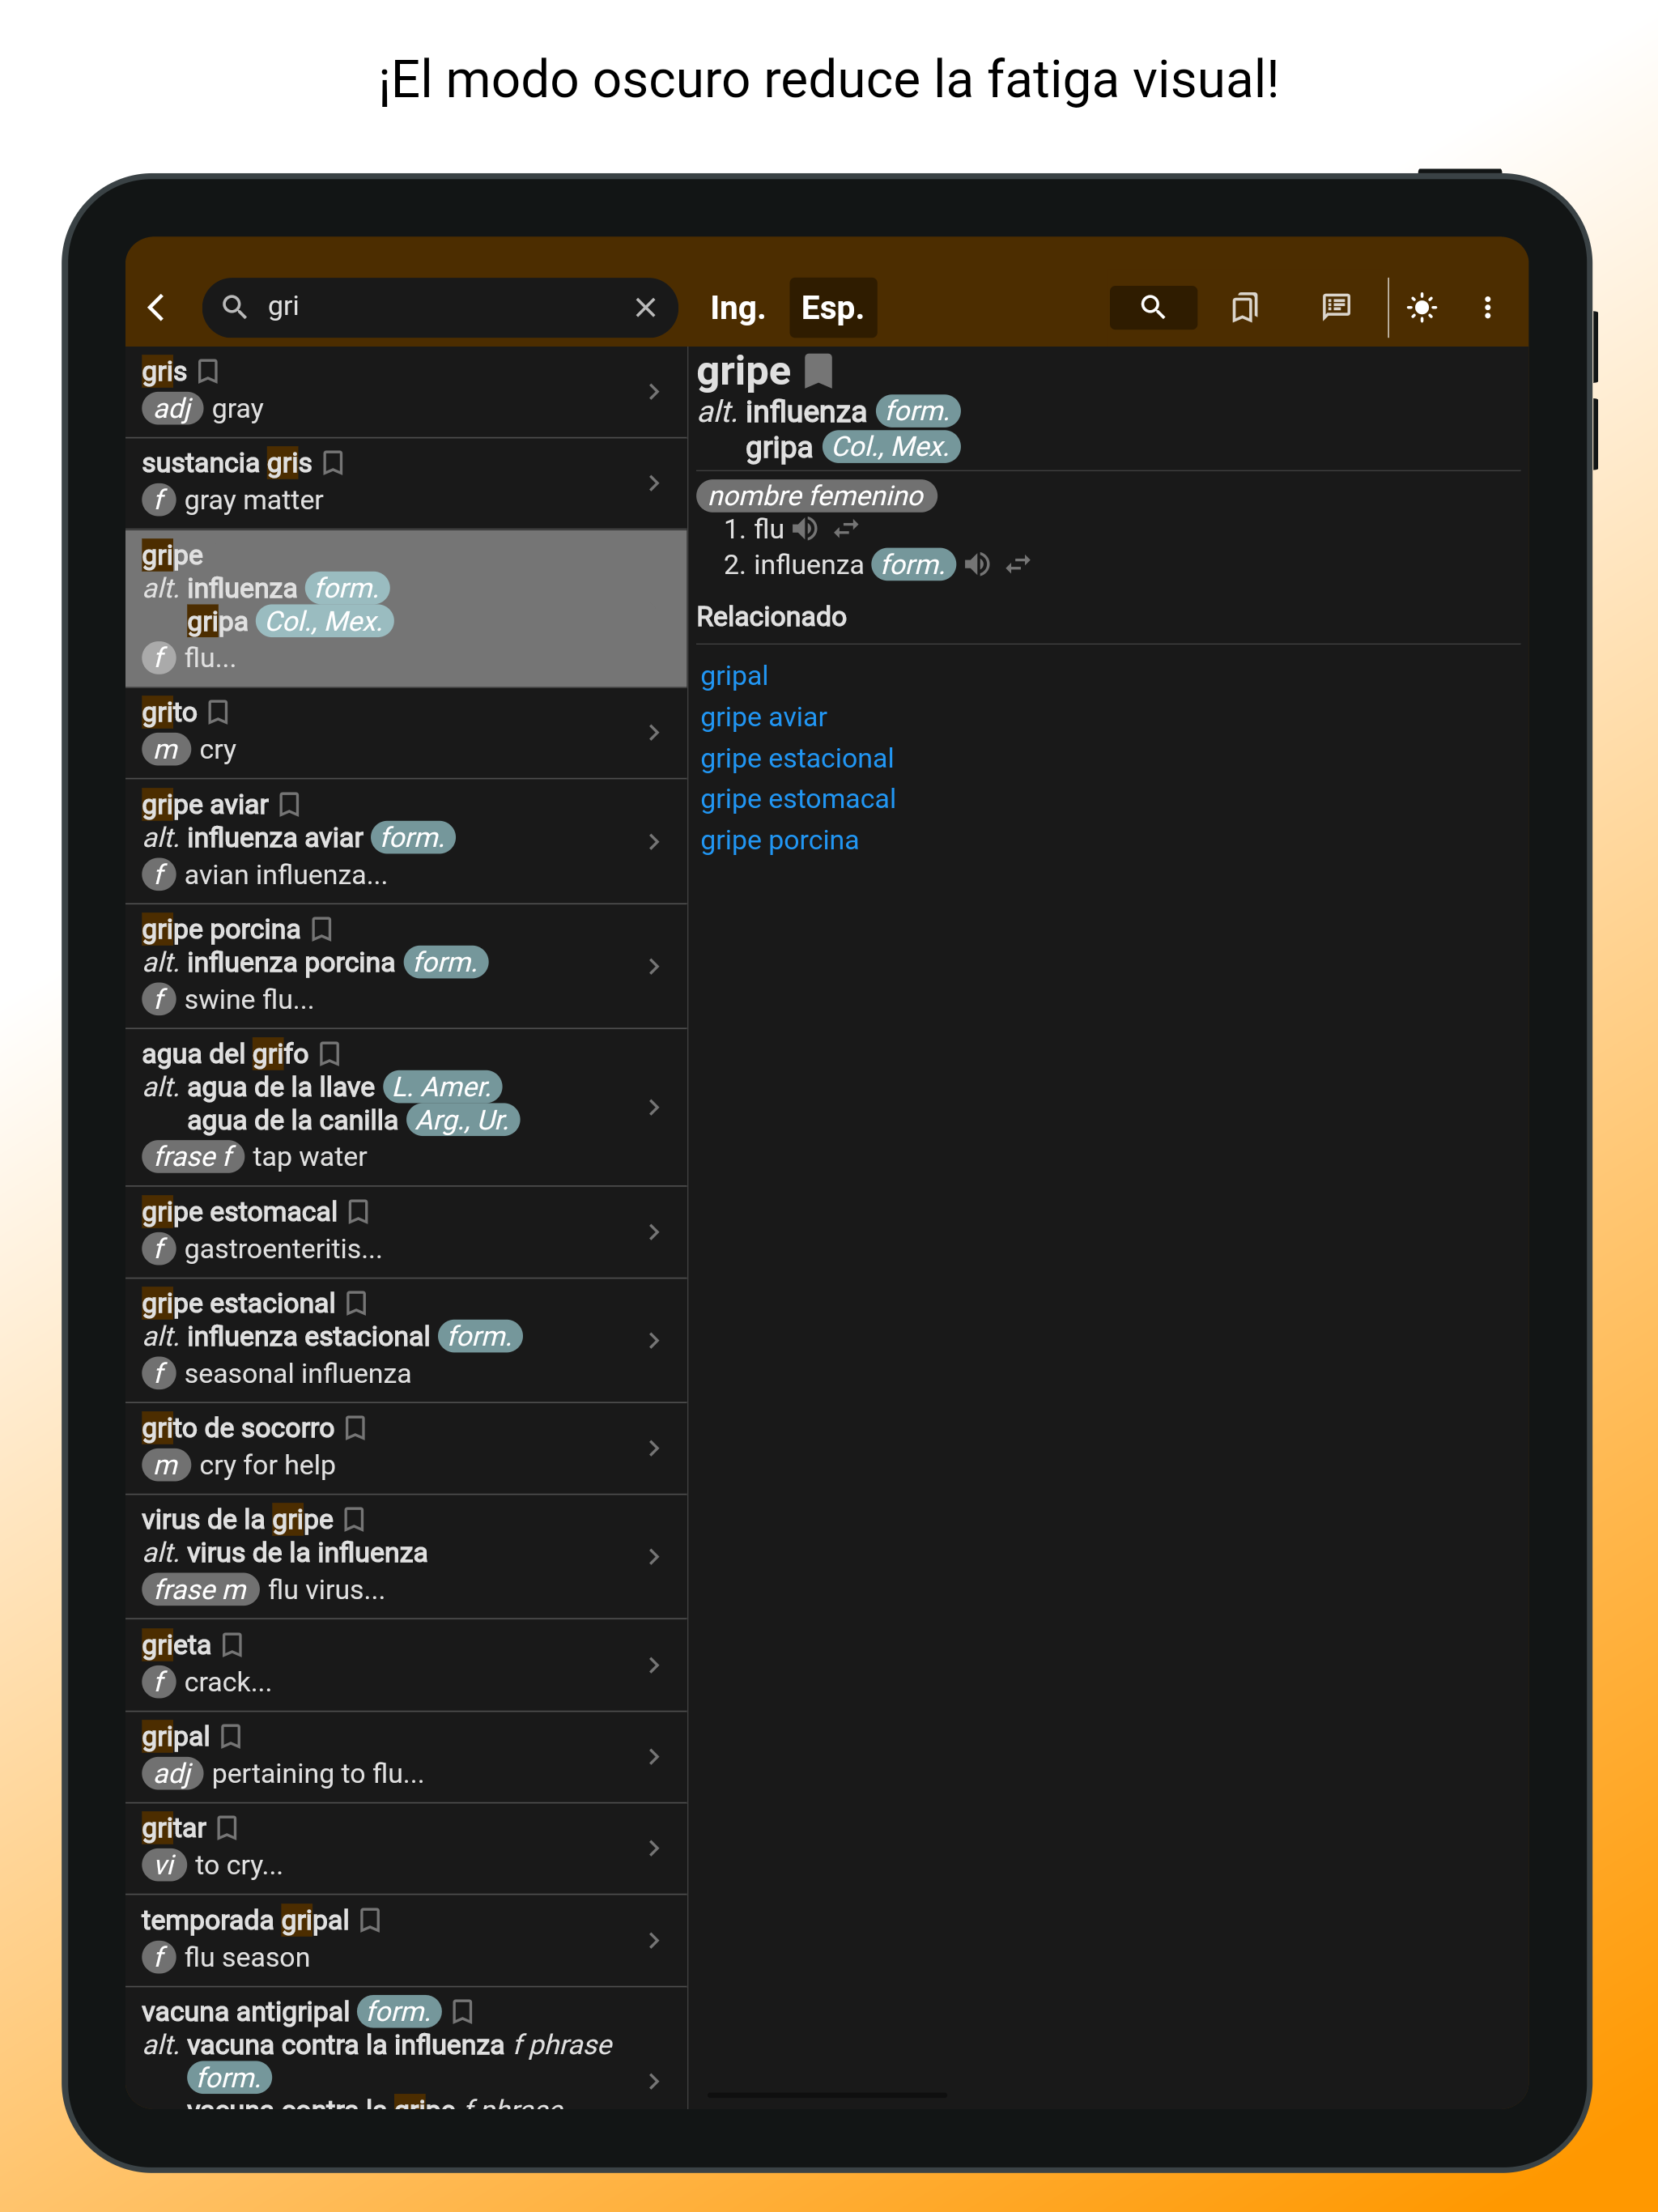 ¡El modo oscuro reduce la fatiga visual!
gri
Ing.
Esp.
gris
adj gray
sustancia gris
f gray matter
gripe
alt. influenza form.
gripa Col., Mex.
f flu...
grito
m cry
gripe aviar
alt. influenza aviar form.
f avian influenza...
gripe porcina
alt. influenza porcina form.
f swine flu...
agua del grifo
alt. agua de la llave L. Amer.
agua de la canilla Arg., Ur.
frase f tap water
gripe estomacal
f gastroenteritis...
gripe estacional
alt. influenza estacional form.
f seasonal influenza
grito de socorro
m cry for help
virus de la gripe
alt. virus de la influenza
frase m flu virus...
grieta
f crack...
gripal
adj pertaining to flu...
gritar
vi to cry...
temporada gripal
f flu season
vacuna antigripal form.
alt. vacuna contra la influenza f phrase
form.
vacuna contra la gripe f phrase
gripe
alt. influenza form.
gripa Col., Mex.
nombre femenino
1. flu
2. influenza form.
Relacionado
gripal
gripe aviar
gripe estacional
gripe estomacal
gripe porcina